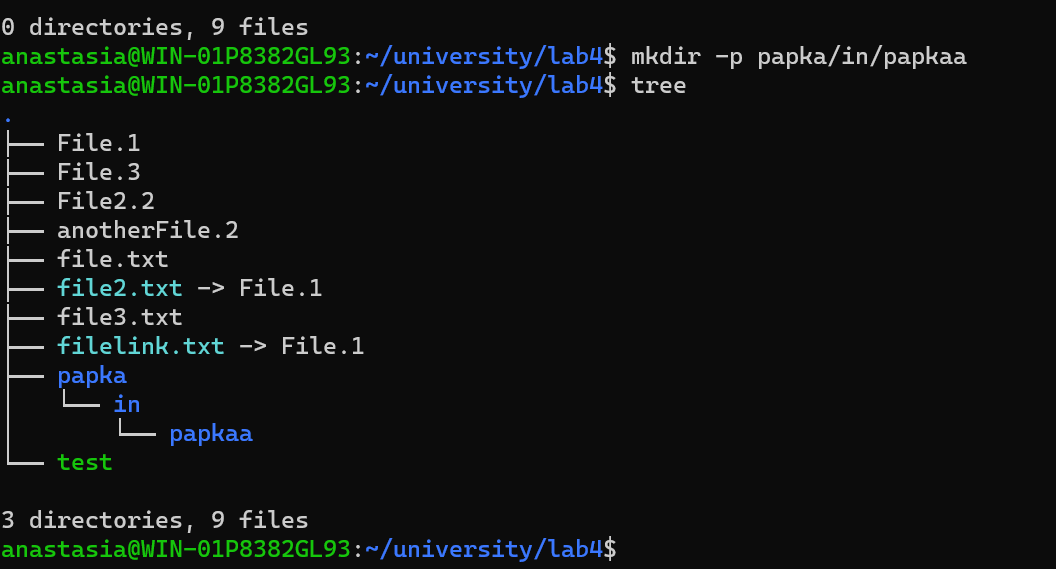 0 directories, 9 files
anastasia@WIN-01P8382GL93:~/university/lab4$ mkdir -p papka/in/papkaa
anastasia@WIN-01P8382GL93:~/university/lab4$ tree
.
├── File.1
├── File.3
├── File2.2
├── anotherFile.2
├── file.txt
├── file2.txt -> File.1
├── file3.txt
├── filelink.txt -> File.1
├── papka
│   └── in
│       └── papkaa
└── test
3 directories, 9 files
anastasia@WIN-01P8382GL93:~/university/lab4$